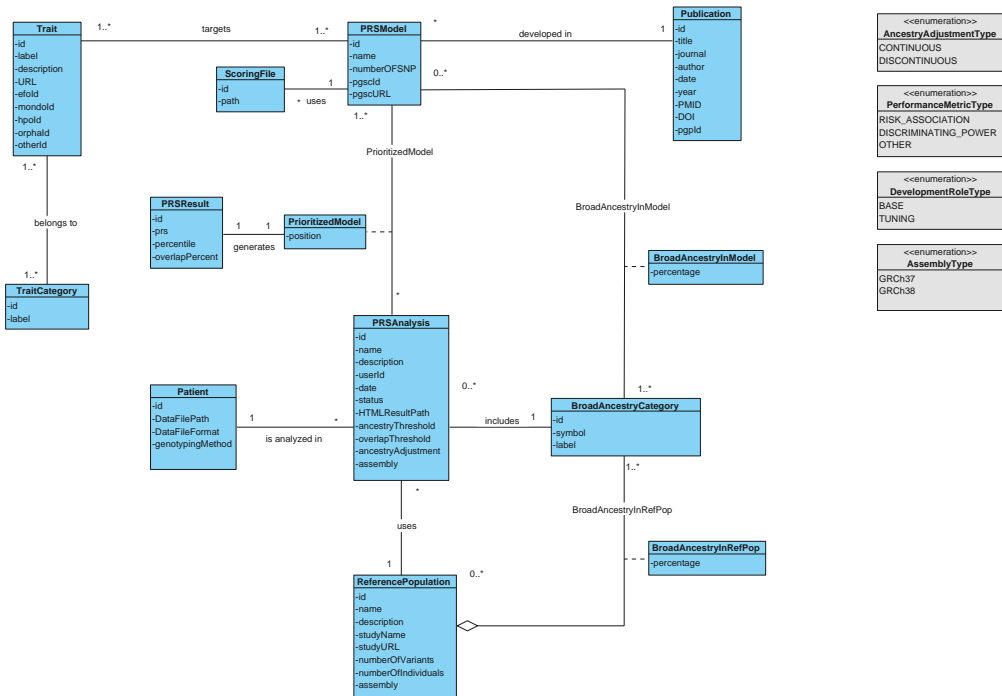 Trait
-id
-label
-description
-URL
-efoId
-mondoId
-hpoId
-orphaId
-otherId
1..*
targets
1..*
PRSModel
-id
-name
-numberOFSNP
-pgscId
-pgscURL
*
developed in
1
Publication
-id
-title
-journal
-author
-date
-year
-PMID
-DOI
-pgpId
<<enumeration>>
AncestryAdjustmentType
CONTINUOUS
DISCONTINUOUS
ScoringFile
-id
-path
1
* uses
0..*
1..*
<<enumeration>>
PerformanceMetricType
RISK_ASSOCIATION
DISCRIMINATING_POWER
OTHER
PrioritizedModel
1..*
belongs to
1..*
<<enumeration>>
DevelopmentRoleType
BASE
TUNING
PRSResult
-id
-prs
-percentile
-overlapPercent
1
1
generates
PrioritizedModel
-position
BroadAncestryInModel
BroadAncestryInModel
-percentage
<<enumeration>>
AssemblyType
GRCh37
GRCh38
TraitCategory
-id
-label
*
PRSAnalysis
-id
-name
-description
-userId
-date
-status
-HTMLResultPath
-ancestryThreshold
-overlapThreshold
-ancestryAdjustment
-assembly
Patient
-id
-DataFilePath
-DataFileFormat
-genotypingMethod
1
*
is analyzed in
0..*
1
includes
1..*
BroadAncestryCategory
-id
-symbol
-label
1..*
BroadAncestryInRefPop
*
uses
1
BroadAncestryInRefPop
-percentage
0..*
ReferencePopulation
-id
-name
-description
-studyName
-studyURL
-numberOfVariants
-numberOfIndividuals
-assembly